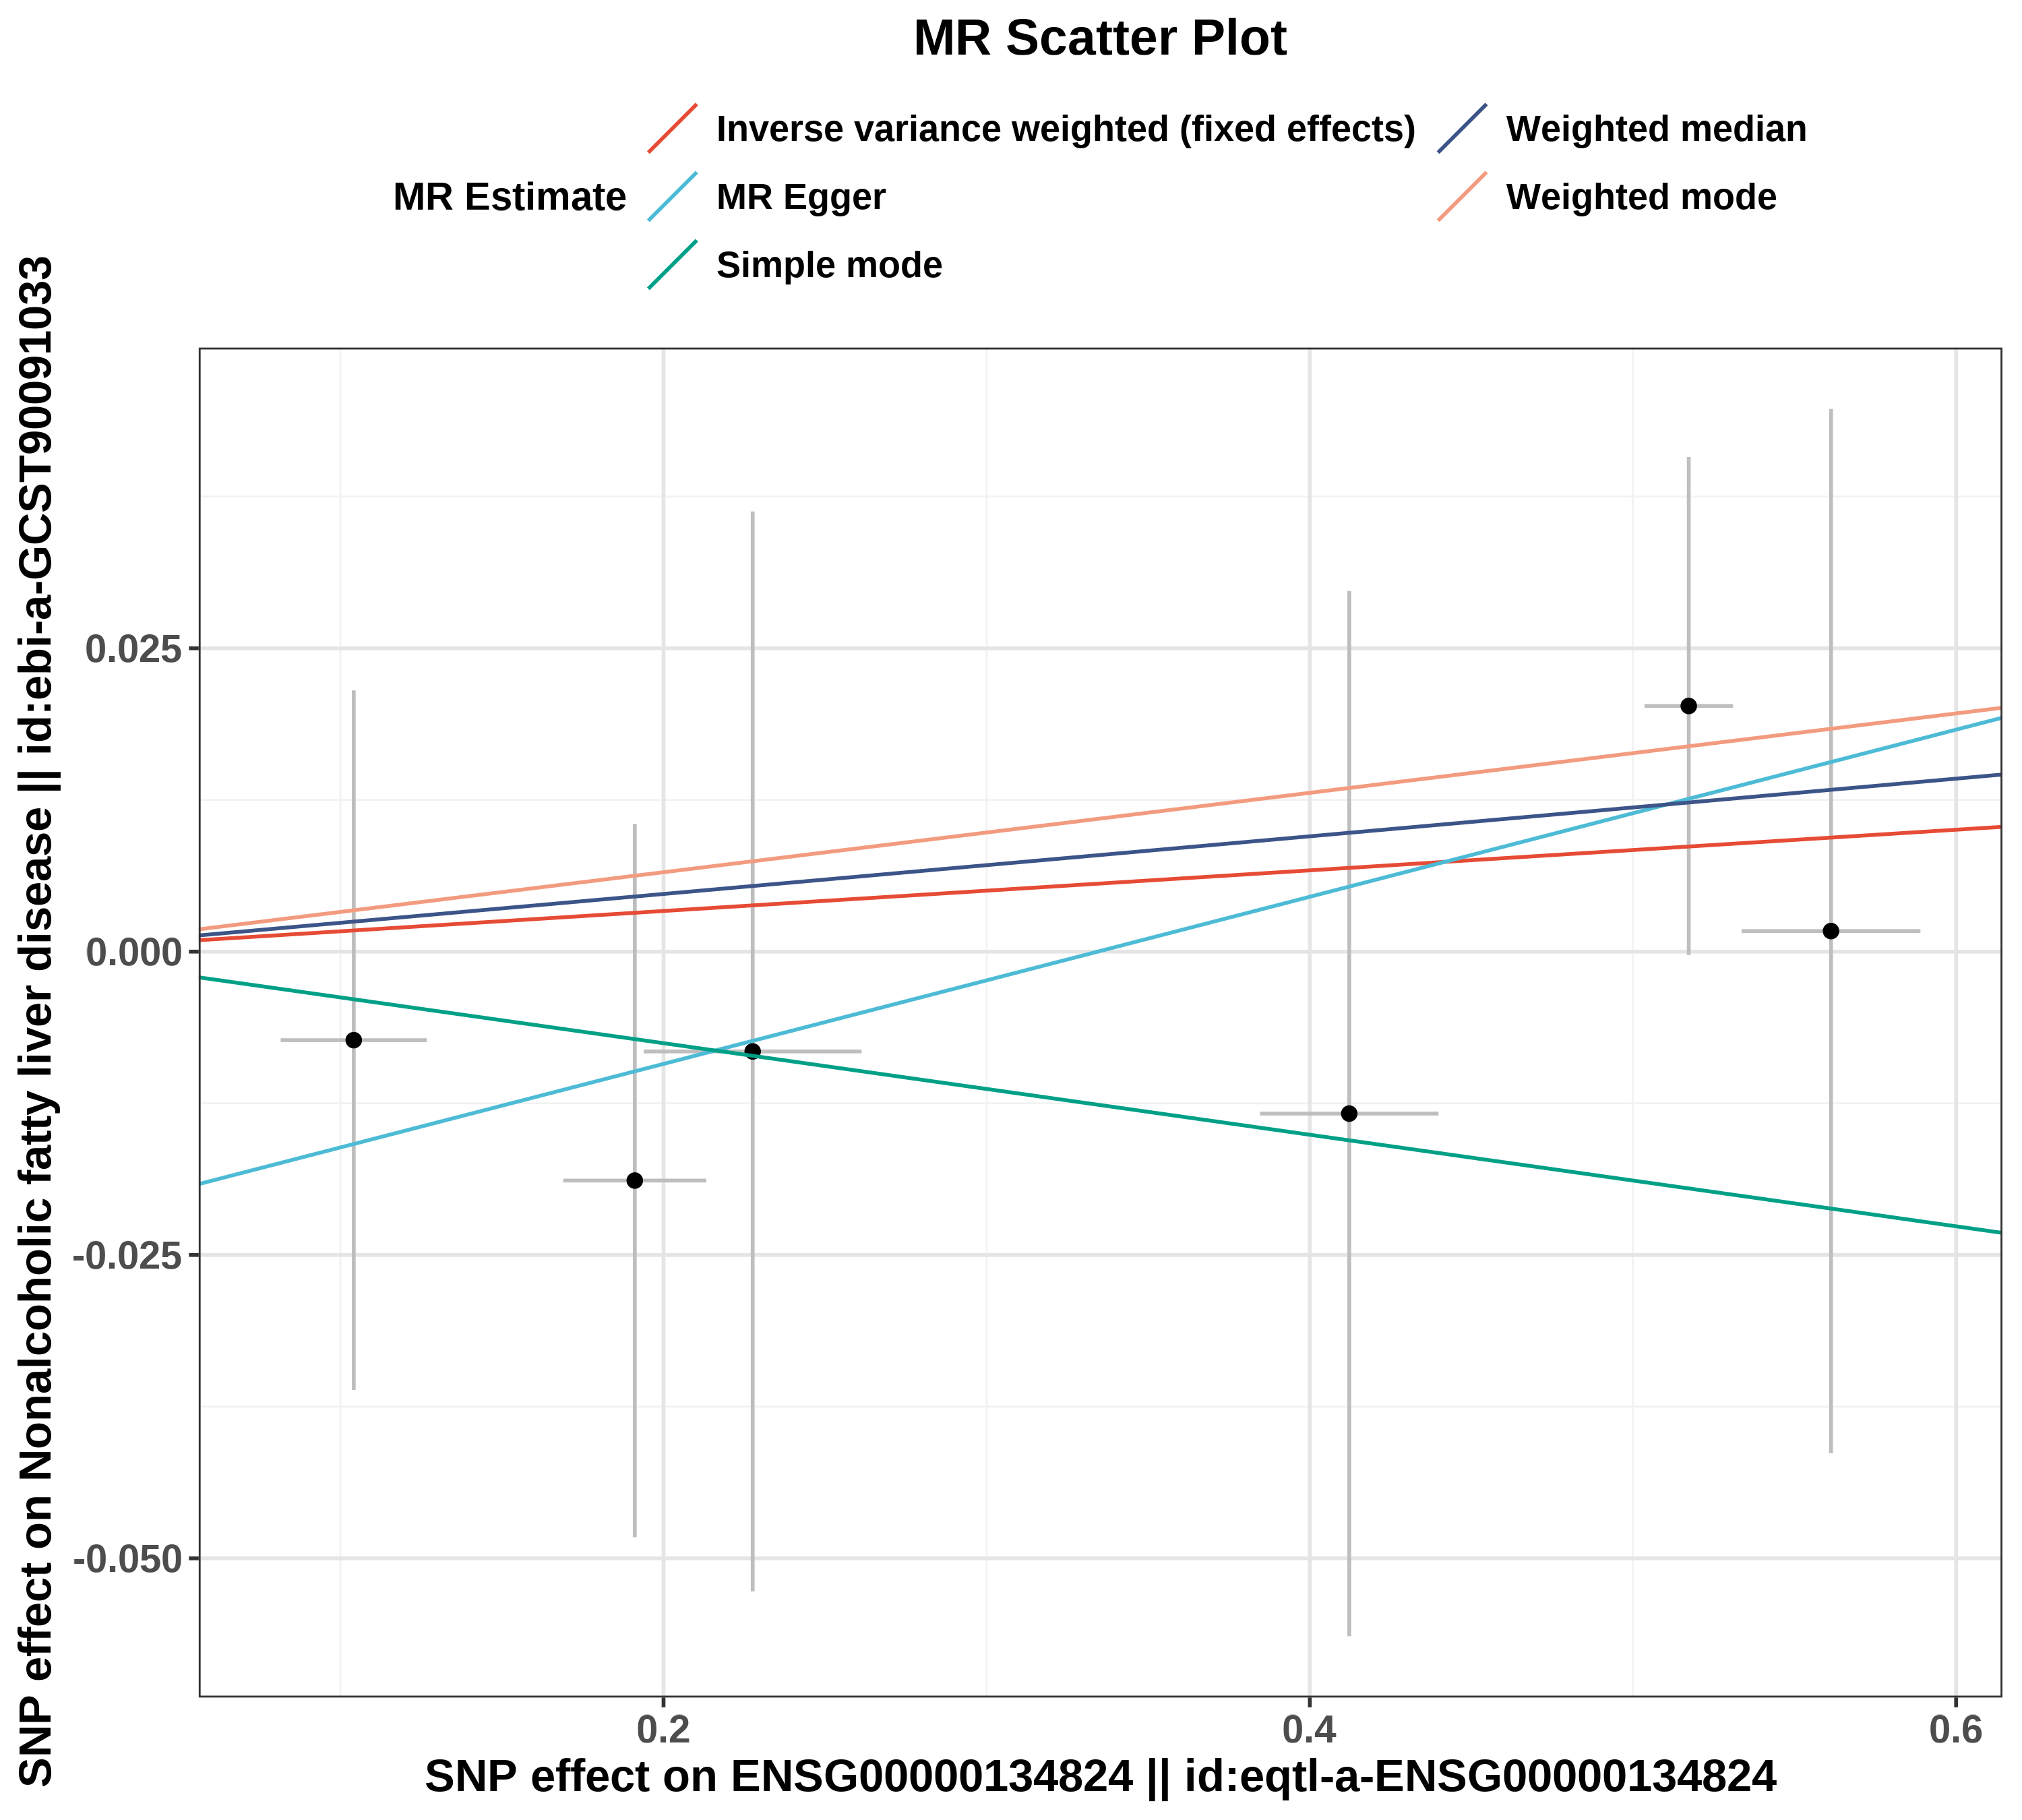 MR Scatter Plot
MR Estimate
Inverse variance weighted (fixed effects)
MR Egger
Simple mode
Weighted median
Weighted mode
SNP effect on Nonalcoholic fatty liver disease || id:ebi-a-GCST90091033
0.025
0.000
-0.025
-0.050
0.2
0.4
0.6
SNP effect on ENSG00000134824 || id:eqtl-a-ENSG00000134824